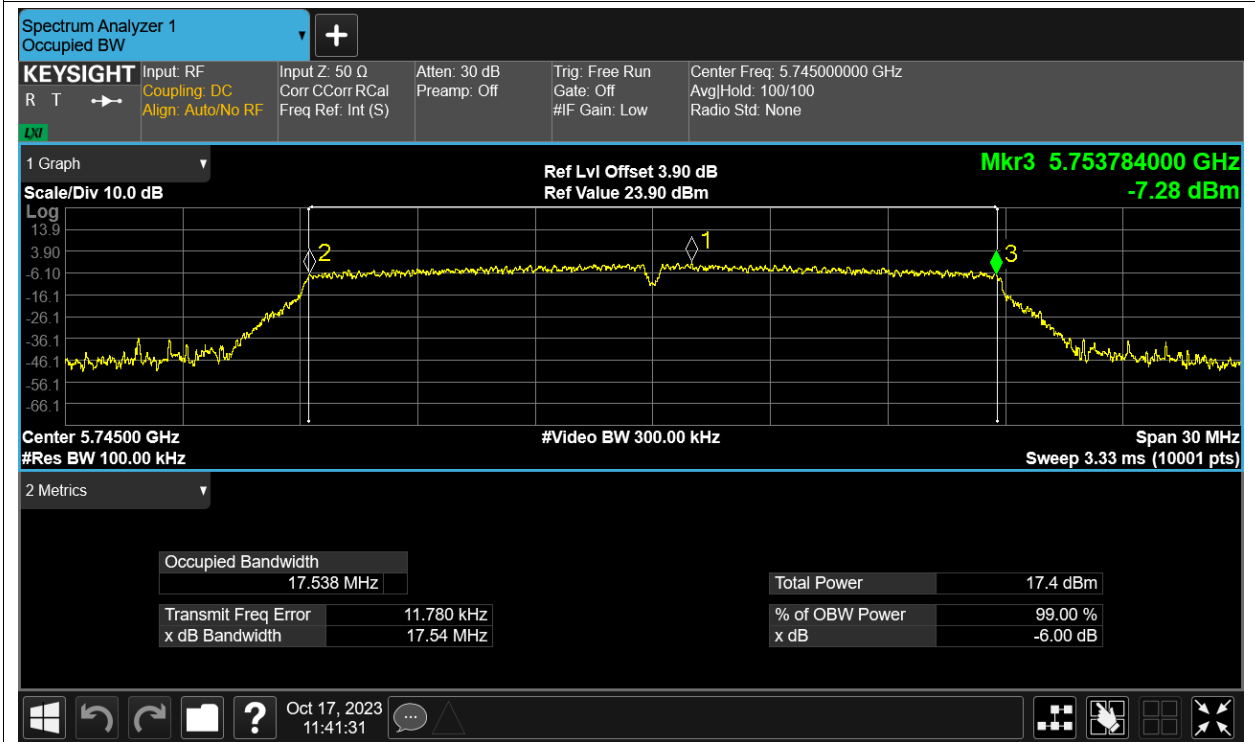 Spectrum Analyzer 1
Occupied BW
KEYSIGHT
R T
LXI
Input: RF
Coupling: DC
Align: Auto/No RF
Input Z: 50 Ω
Corr CCorr RCal
Freq Ref: Int (S)
Atten: 30 dB
Preamp: Off
Trig: Free Run
Gate: Off
#IF Gain: Low
Center Freq: 5.745000000 GHz
Avg|Hold: 100/100
Radio Std: None
1 Graph
Scale/Div 10.0 dB
Ref Lvl Offset 3.90 dB
Ref Value 23.90 dBm
Mkr3 5.753784000 GHz
-7.28 dBm
Log
13.9
3.90
-6.10
-16.1
-26.1
-36.1
-46.1
-56.1
-66.1
2
1
3
Center 5.74500 GHz
#Res BW 100.00 kHz
#Video BW 300.00 kHz
Span 30 MHz
Sweep 3.33 ms (10001 pts)
2 Metrics
Occupied Bandwidth
17.538 MHz
Transmit Freq Error 11.780 kHz
x dB Bandwidth 17.54 MHz
Total Power 17.4 dBm
% of OBW Power 99.00 %
x dB -6.00 dB
?
Oct 17, 2023
11:41:31